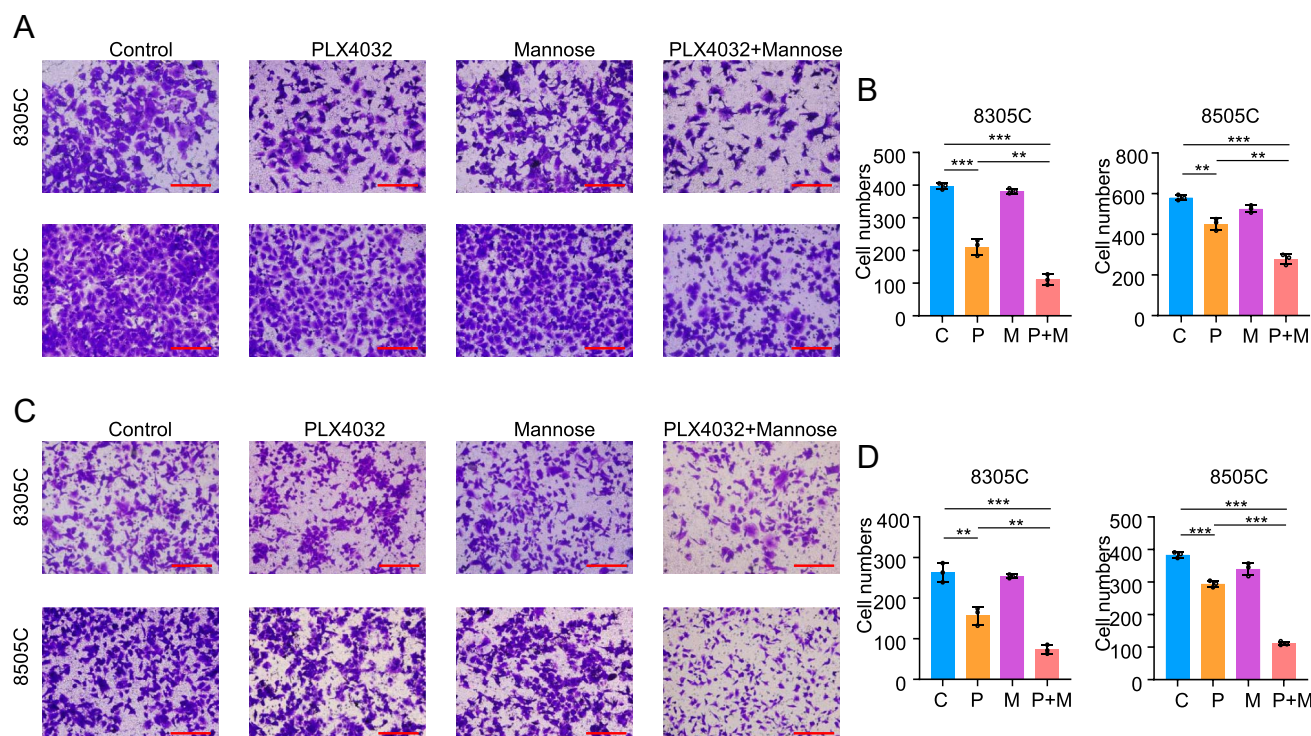 A
Control PLX4032 Mannose PLX4032+Mannose
8305C
8505C
B
8305C
***
***
**
Cell numbers
500
400
300
200
100
0
C P M P+M
8505C
***
**
**
Cell numbers
800
600
400
200
0
C P M P+M
C
Control PLX4032 Mannose PLX4032+Mannose
8305C
8505C
D
8305C
***
**
**
Cell numbers
400
300
200
100
0
C P M P+M
8505C
***
***
***
Cell numbers
500
400
300
200
100
0
C P M P+M